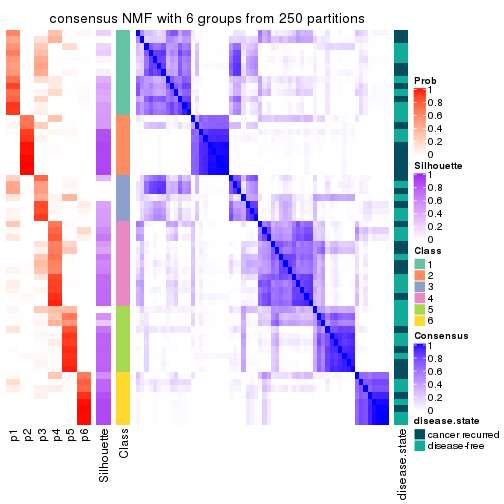 consensus NMF with 6 groups from 250 partitions
Prob
1
0.8
0.6
0.4
0.2
0
Silhouette
1
0.8
0.6
0.4
0.2
0
Class
1
2
3
4
5
6
Consensus
1
0.8
0.6
0.4
0.2
0
disease.state
cancer recurred
disease-free
p1
p2
p3
p4
p5
p6
Silhouette
Class
disease.state